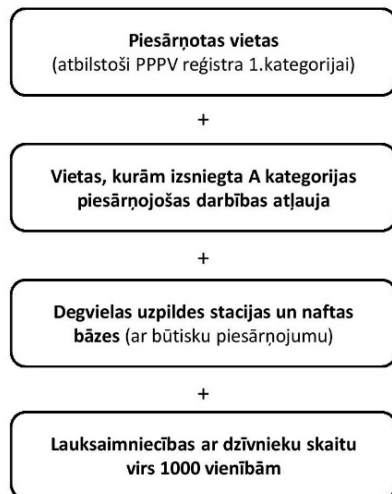 Piesārņotas vietas
(atbilstoši PPPV reģistra 1.kategorijai)
+
Vietas, kurām izsniegta A kategorijas
piesārņojošas darbības atļauja
+
Degvielas uzpildes stacijas un naftas
bāzes (ar būtisku piesārņojumu)
+
Lauksaimniecības ar dzīvnieku skaitu
virs 1000 vienībām